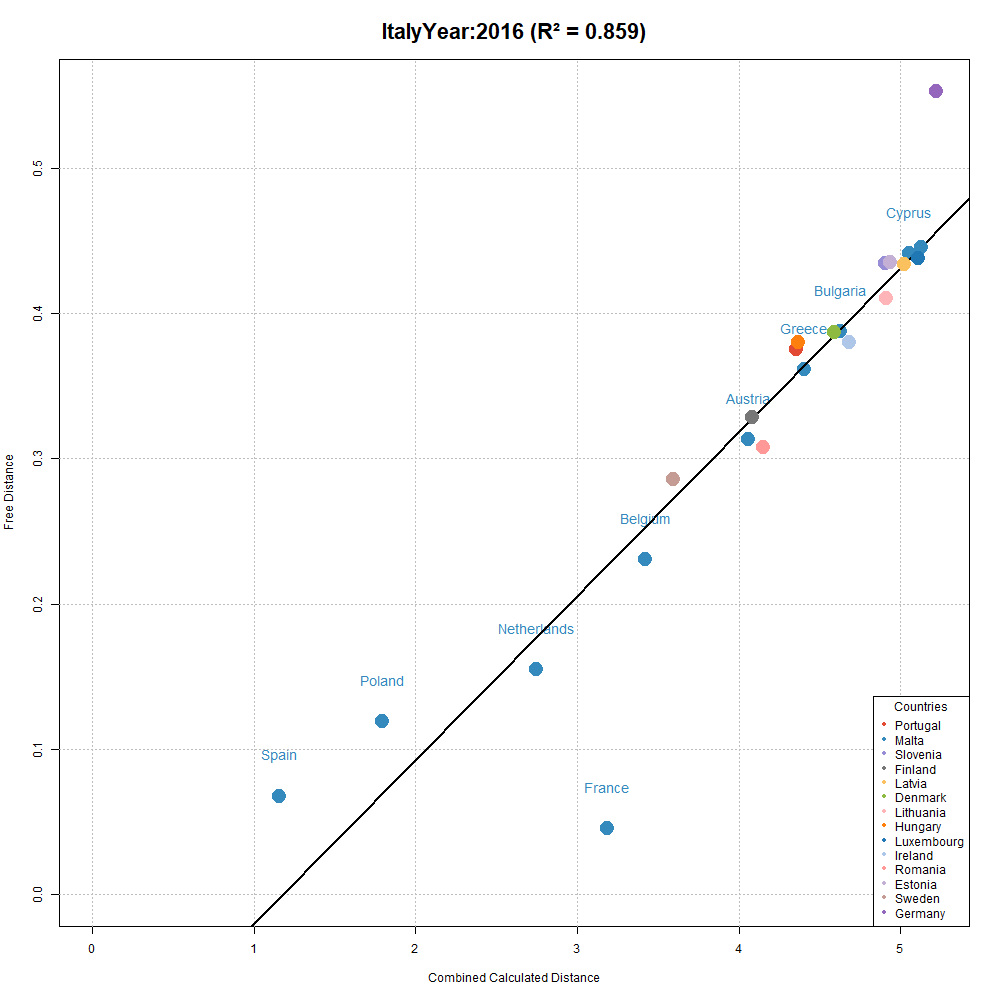 ItalyYear:2016 (R² = 0.859)
Free Distance
0.5
0.4
0.3
0.2
0.1
0.0
Cyprus
Bulgaria
Greece
Austria
Belgium
Netherlands
Poland
Spain
France
Countries
Portugal
Malta
Slovenia
Finland
Latvia
Denmark
Lithuania
Hungary
Luxembourg
Ireland
Romania
Estonia
Sweden
Germany
0 1 2 3 4 5
Combined Calculated Distance